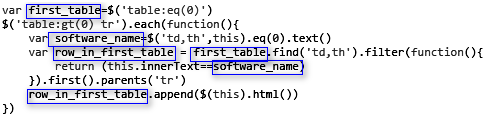 var first_table=$('table:eq(0)')
$('table:gt(0) tr').each(function(){
var software_name=$('td,th',this).eq(0).text()
var row_in_first_table = first_table.find('td,th').filter(function(){
return (this.innerText==software_name)
}).first().parents('tr')
row_in_first_table.append($(this).html())
})